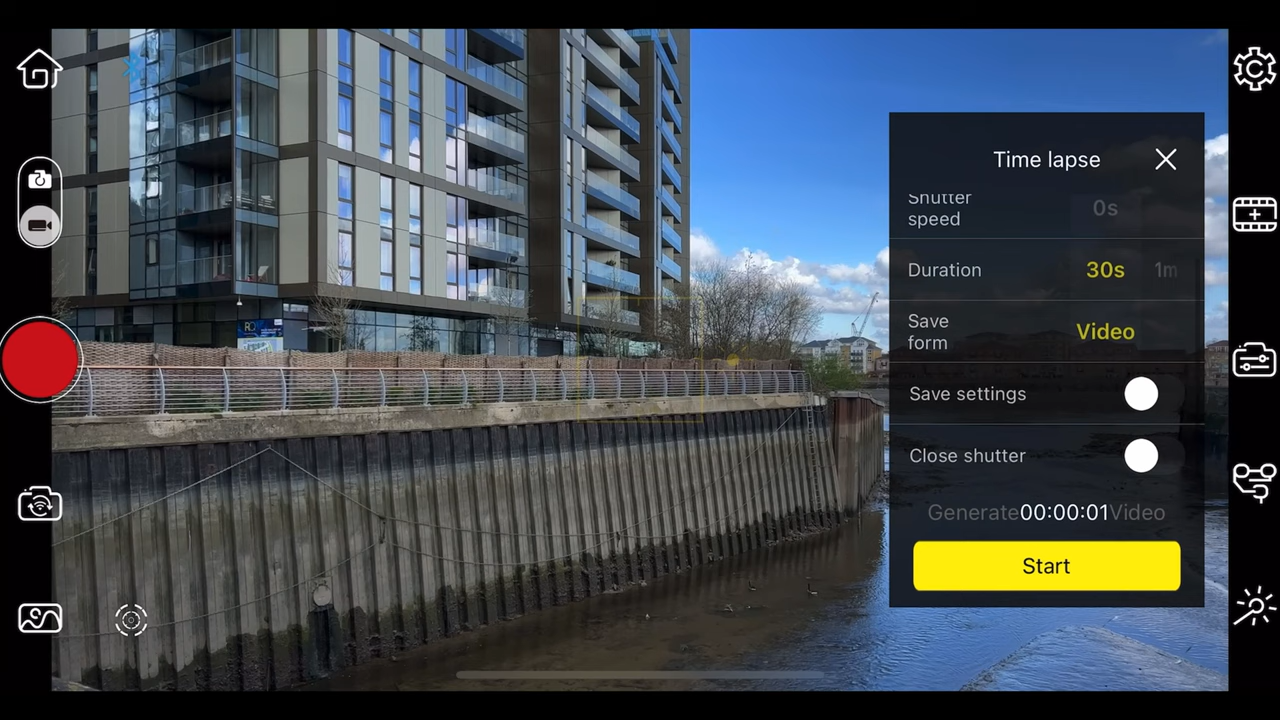 Time lapse
Shutter
speed
0s
Duration
30s
1m
Save
form
Video
Save settings
Close shutter
Generate00:00:01Video
Start